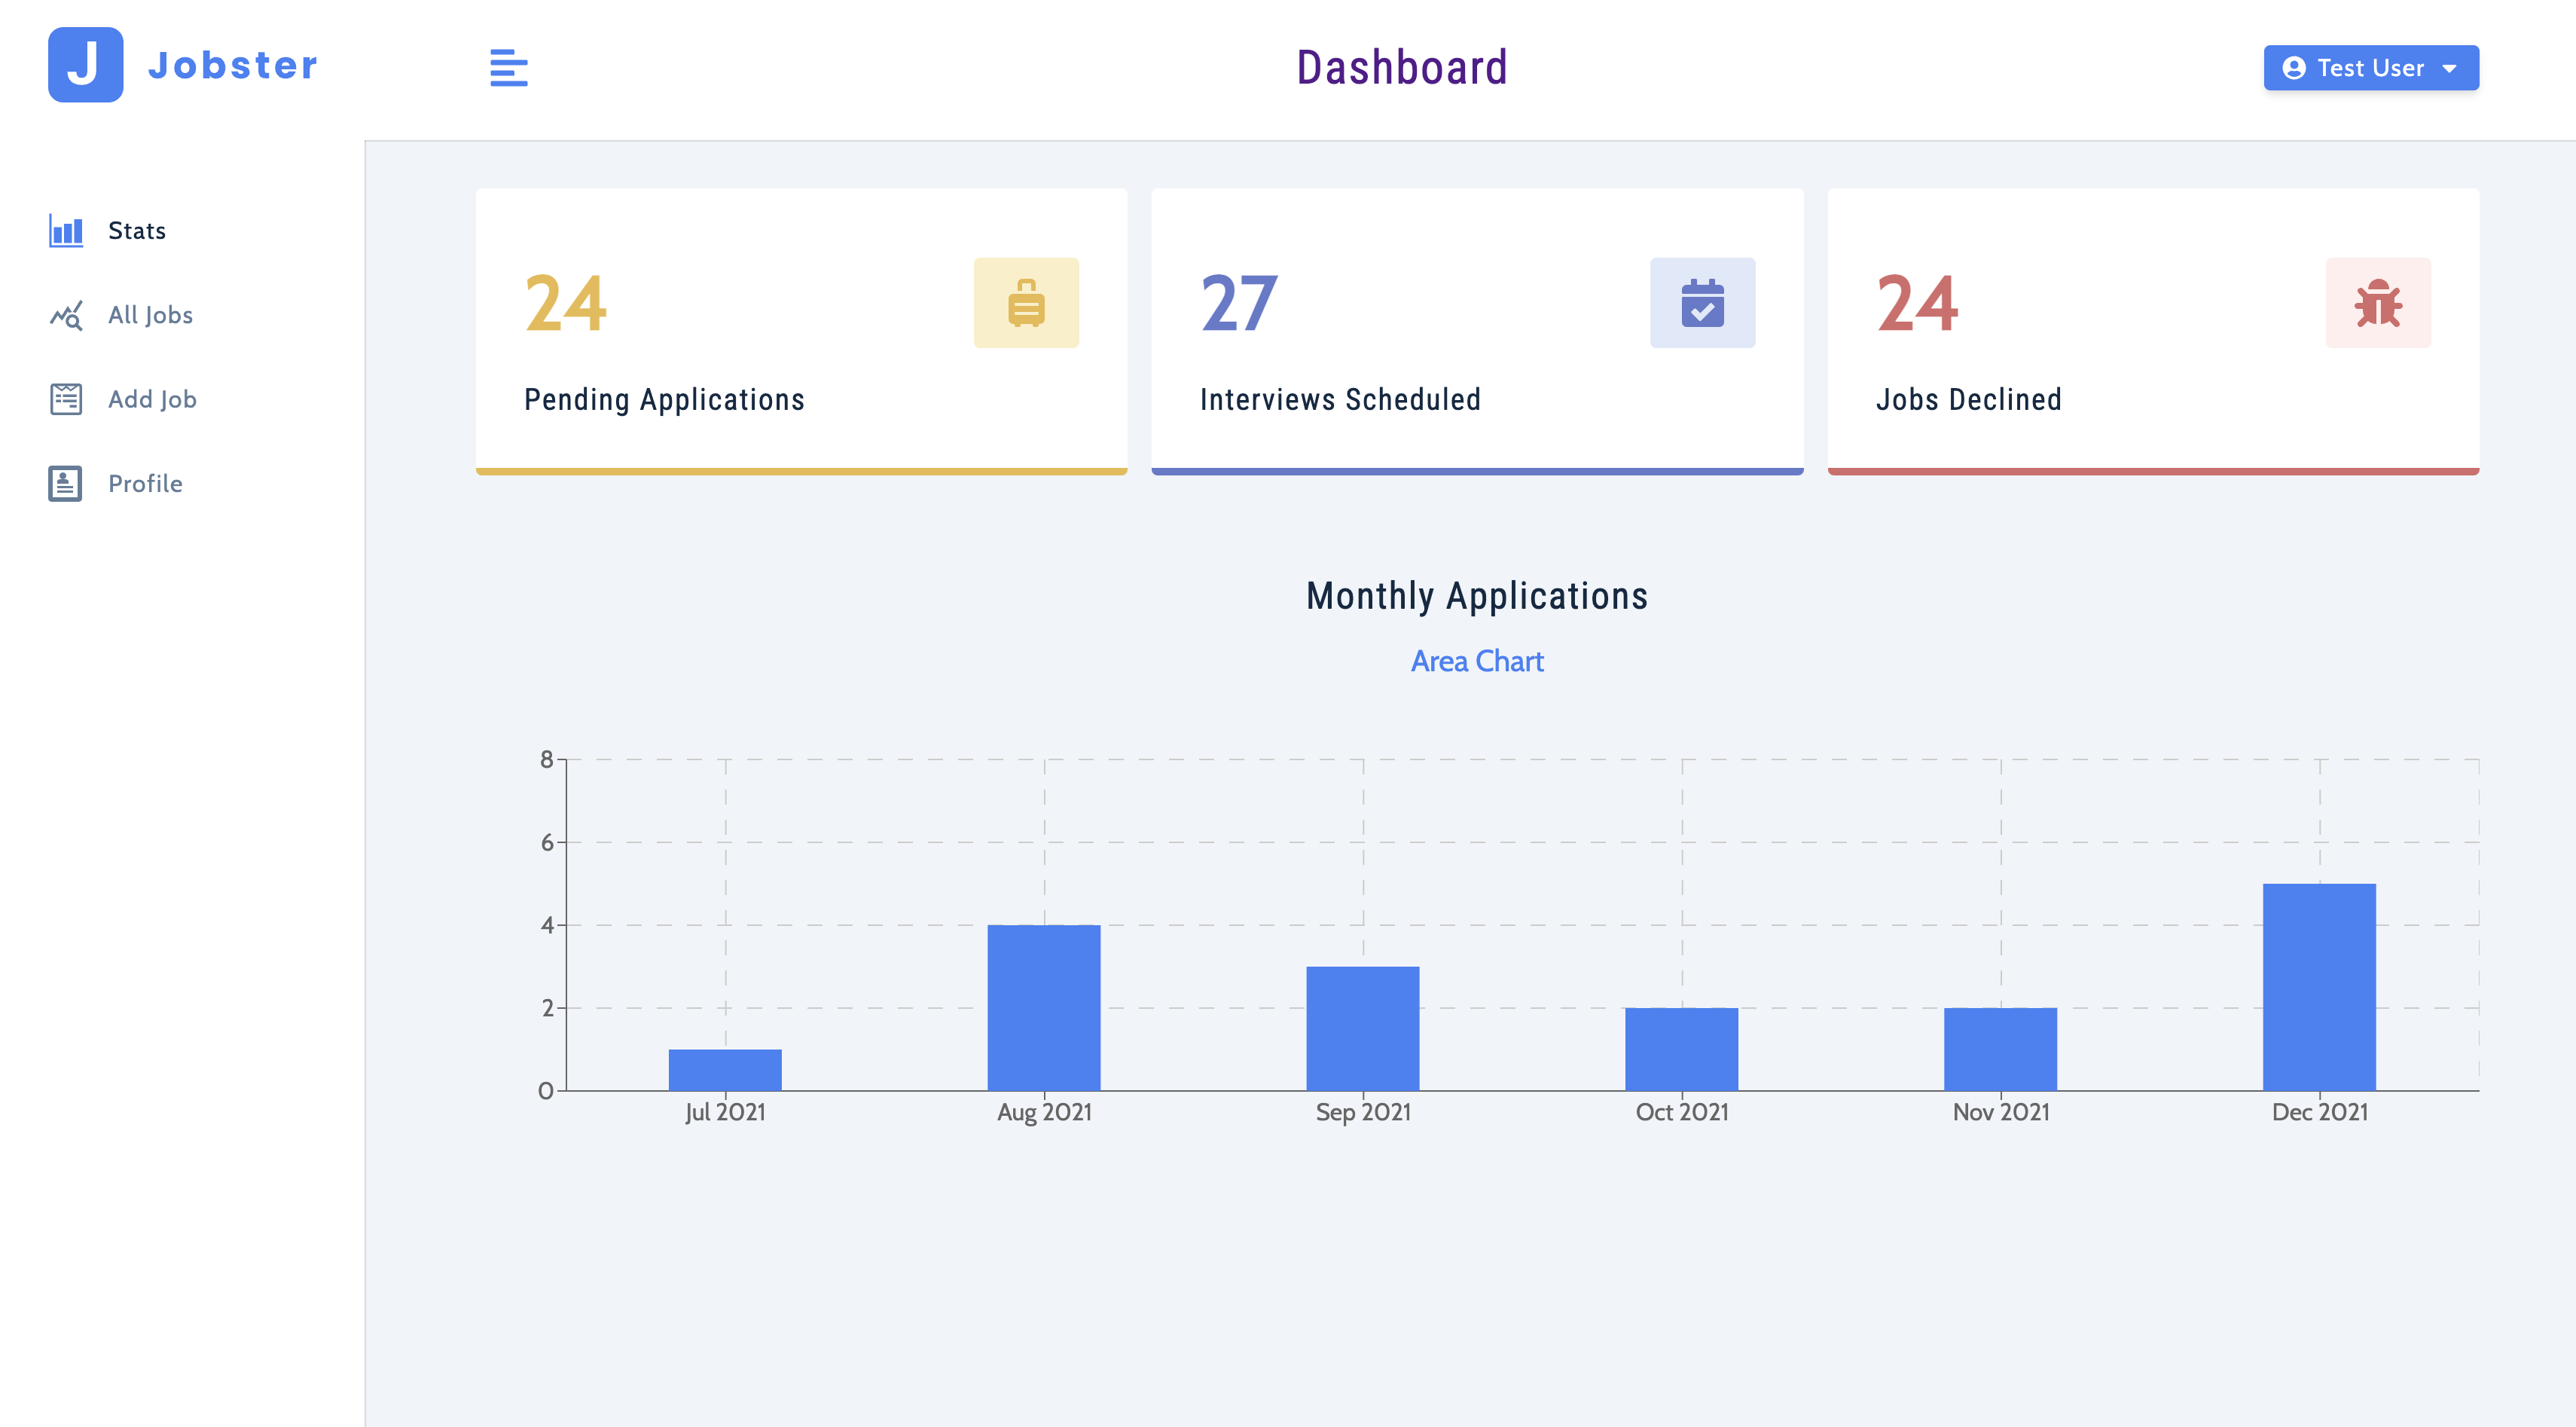 J Jobster
Dashboard
Test User
Stats
All Jobs
Add Job
Profile
24
Pending Applications
27
Interviews Scheduled
24
Jobs Declined
Monthly Applications
Area Chart
8
6
4
2
0
Jul 2021 Aug 2021 Sep 2021 Oct 2021 Nov 2021 Dec 2021